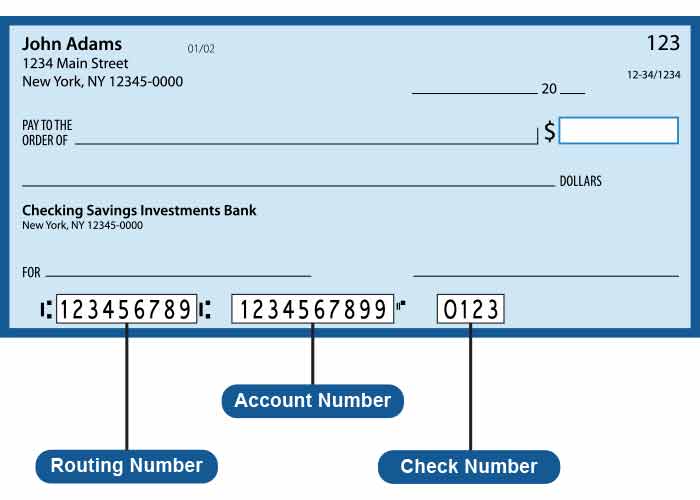 John Adams 01/02 123
1234 Main Street
New York, NY 12345-0000 12-34/1234
20
PAY TO THE
ORDER OF $
DOLLARS
Checking Savings Investments Bank
New York, NY 12345-0000
FOR
⑆123456789⑆ 12345678999⑈ 0123
Account Number
Routing Number Check Number